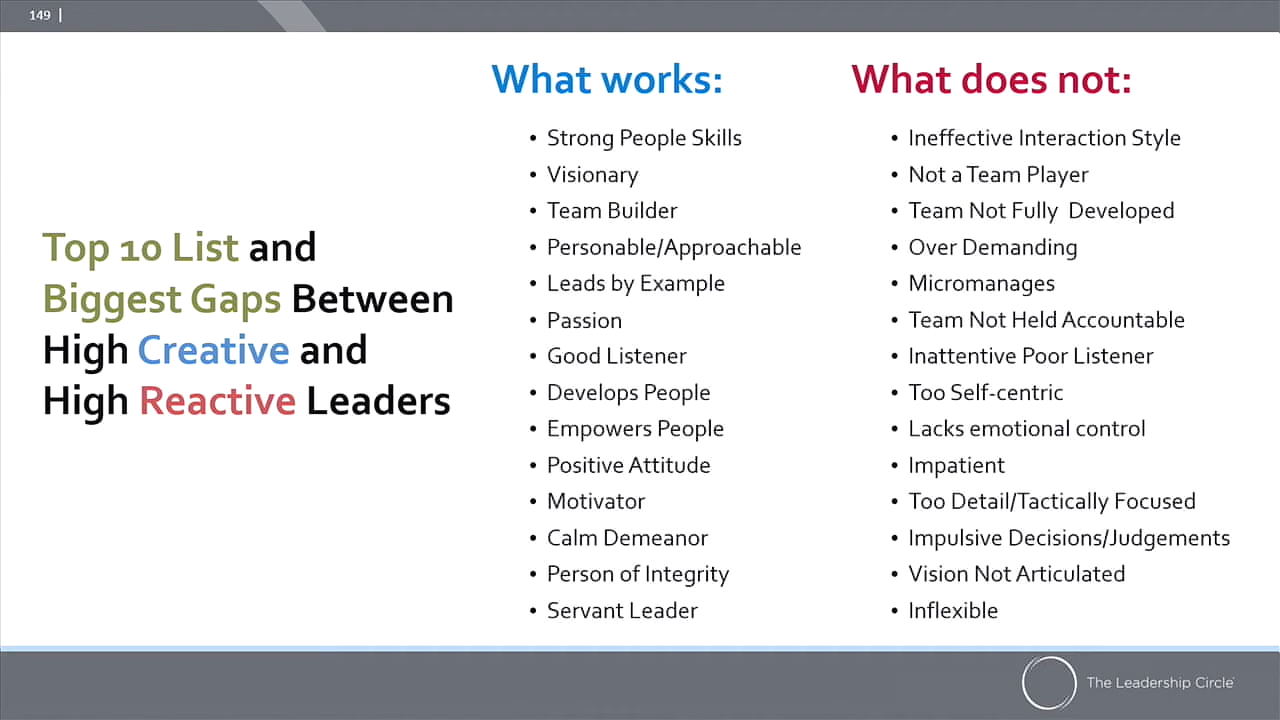 149 |
Top 10 List and
Biggest Gaps Between
High Creative and
High Reactive Leaders
What works:
• Strong People Skills
• Visionary
• Team Builder
• Personable/Approachable
• Leads by Example
• Passion
• Good Listener
• Develops People
• Empowers People
• Positive Attitude
• Motivator
• Calm Demeanor
• Person of Integrity
• Servant Leader
What does not:
• Ineffective Interaction Style
• Not a Team Player
• Team Not Fully  Developed
• Over Demanding
• Micromanages
• Team Not Held Accountable
• Inattentive Poor Listener
• Too Self-centric
• Lacks emotional control
• Impatient
• Too Detail/Tactically Focused
• Impulsive Decisions/Judgements
• Vision Not Articulated
• Inflexible
The Leadership Circle